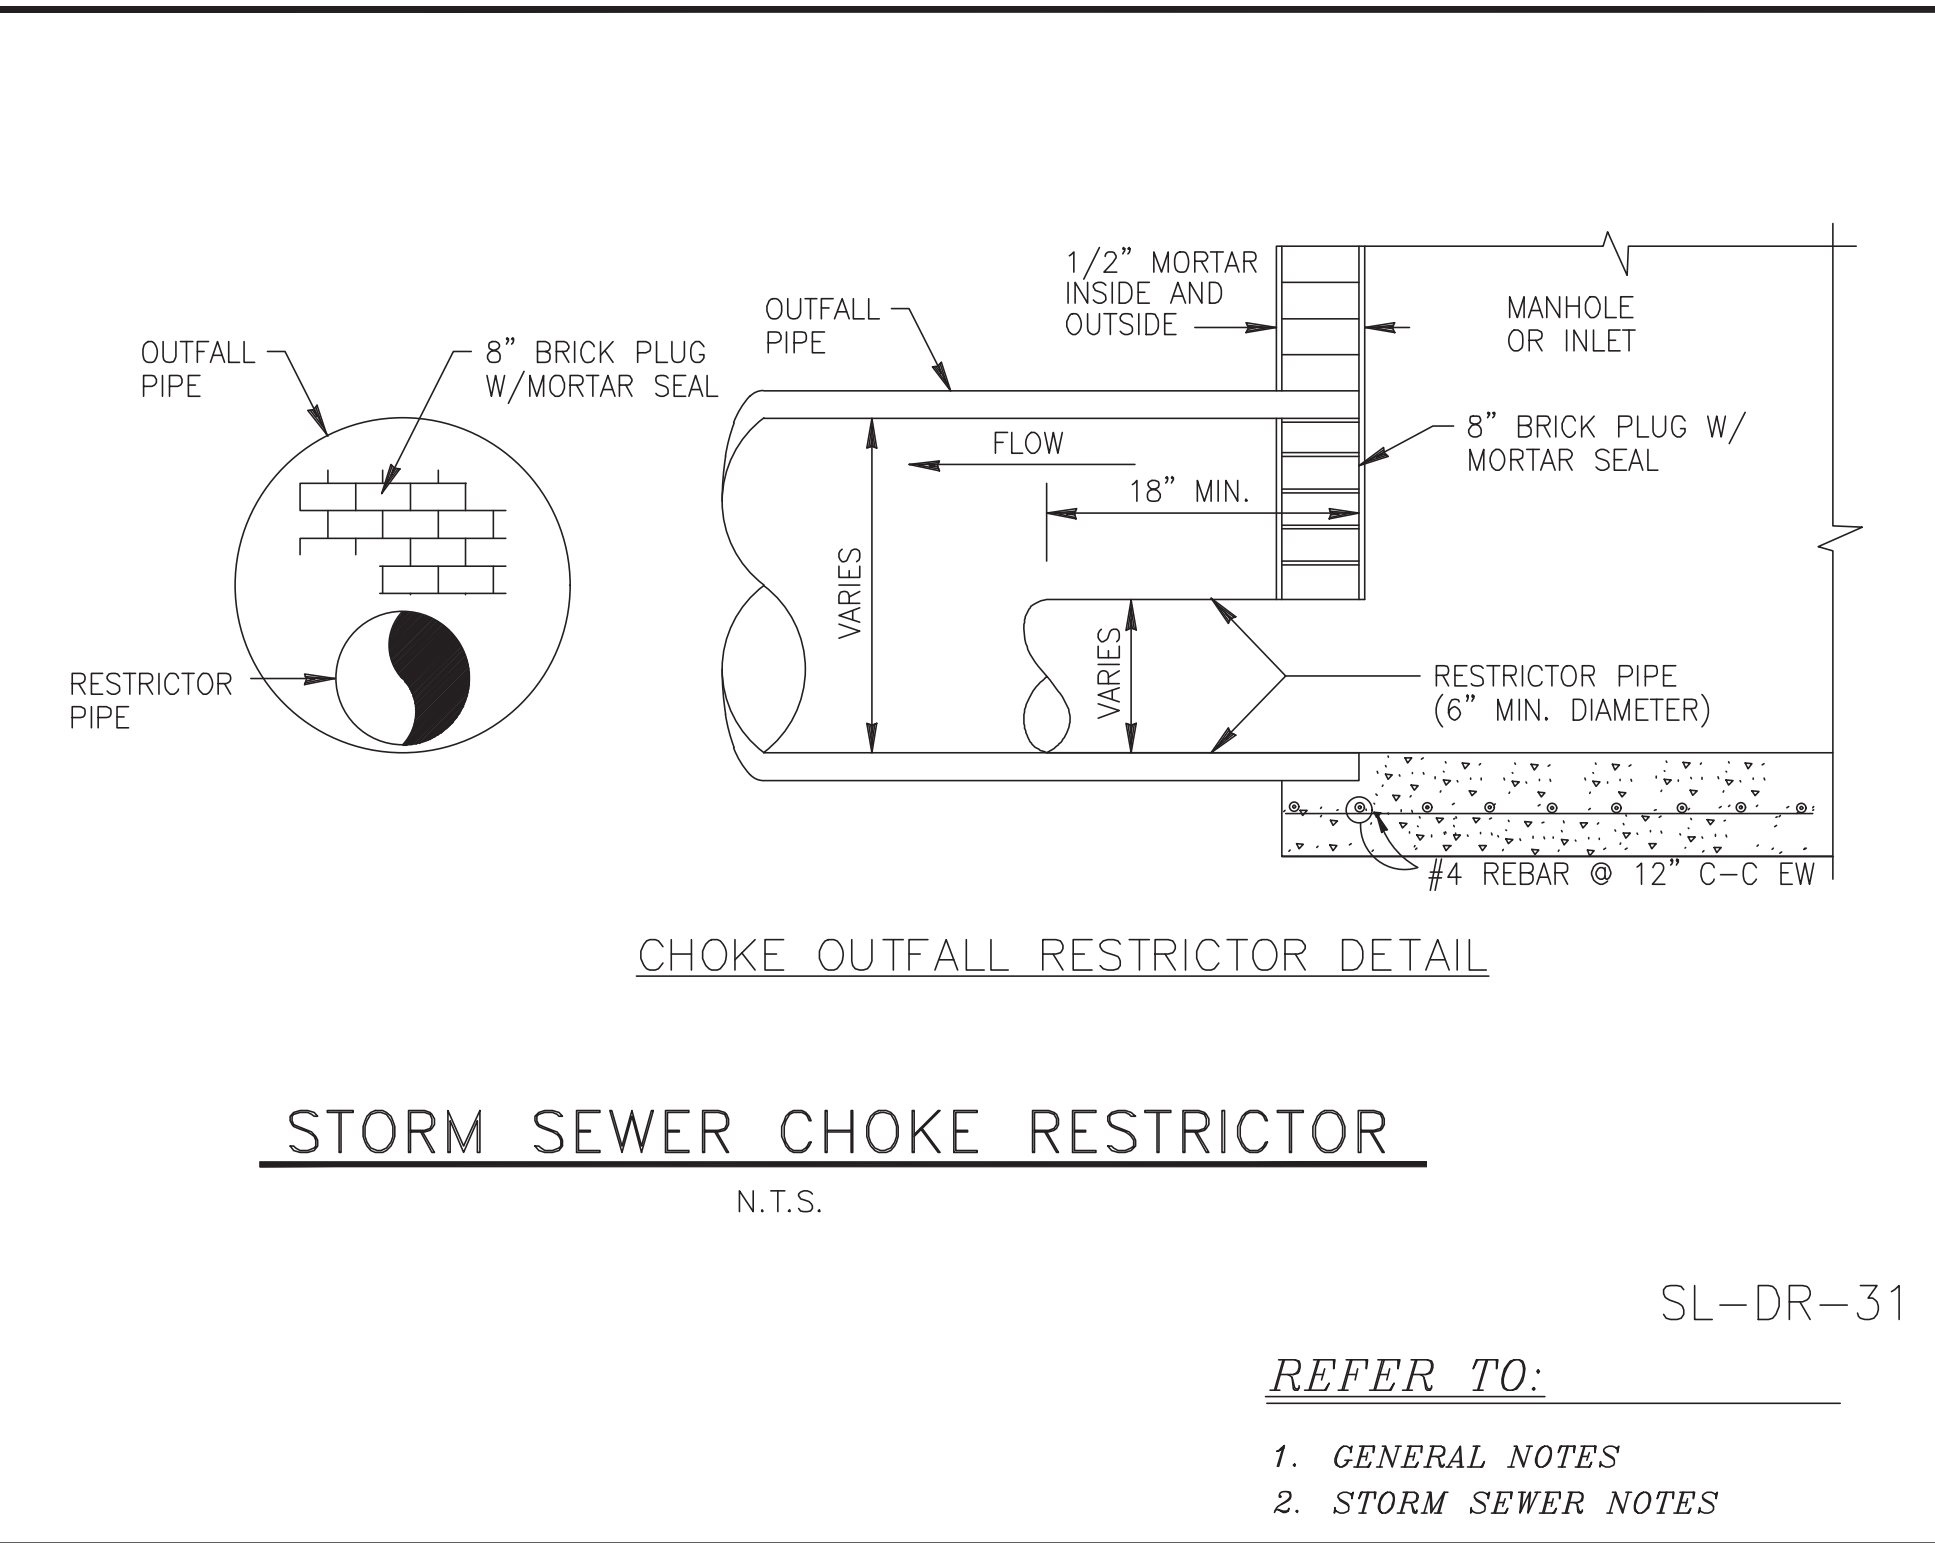 OUTFALL
PIPE
8" BRICK PLUG
W/MORTAR SEAL
RESTRICTOR
PIPE
OUTFALL
PIPE
1/2" MORTAR
INSIDE AND
OUTSIDE
MANHOLE
OR INLET
FLOW
18" MIN.
8" BRICK PLUG W/
MORTAR SEAL
VARIES
VARIES
RESTRICTOR PIPE
(6" MIN. DIAMETER)
#4 REBAR @ 12" C-C EW
CHOKE OUTFALL RESTRICTOR DETAIL
STORM SEWER CHOKE RESTRICTOR
N.T.S.
SL-DR-31
REFER TO:
1. GENERAL NOTES
2. STORM SEWER NOTES